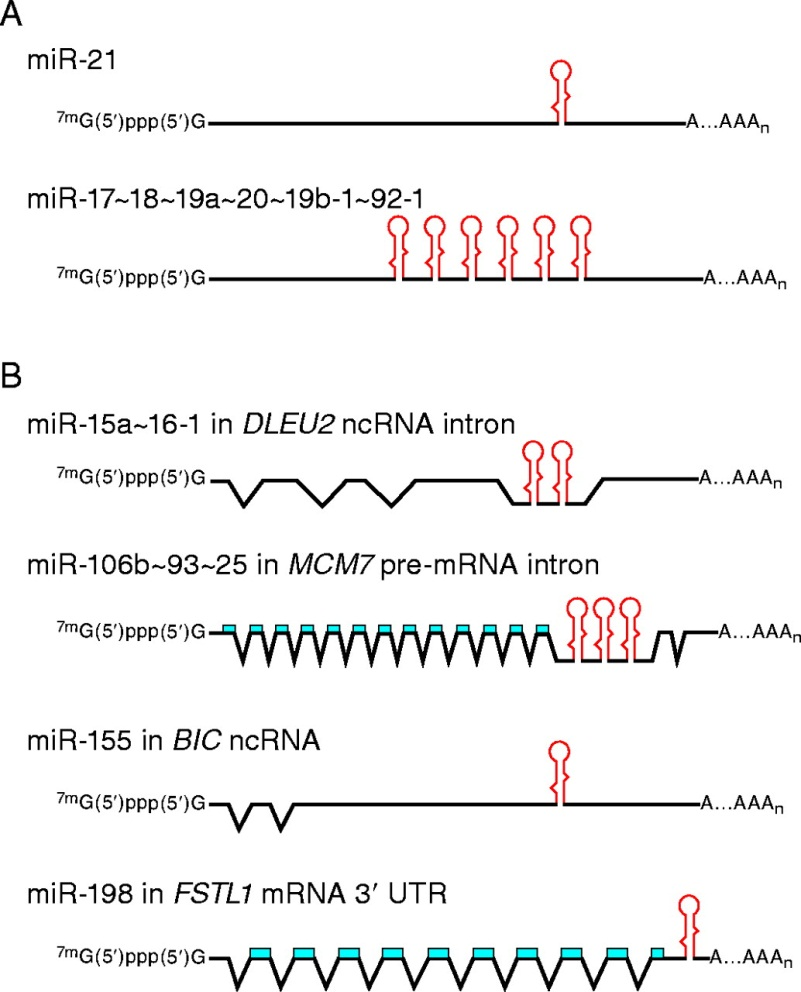 A
miR-21
7mG(5′)ppp(5′)G A...AAAn
miR-17~18~19a~20~19b-1~92-1
7mG(5′)ppp(5′)G A...AAAn
B
miR-15a~16-1 in DLEU2 ncRNA intron
7mG(5′)ppp(5′)G A...AAAn
miR-106b~93~25 in MCM7 pre-mRNA intron
7mG(5′)ppp(5′)G A...AAAn
miR-155 in BIC ncRNA
7mG(5′)ppp(5′)G A...AAAn
miR-198 in FSTL1 mRNA 3′ UTR
7mG(5′)ppp(5′)G A...AAAn